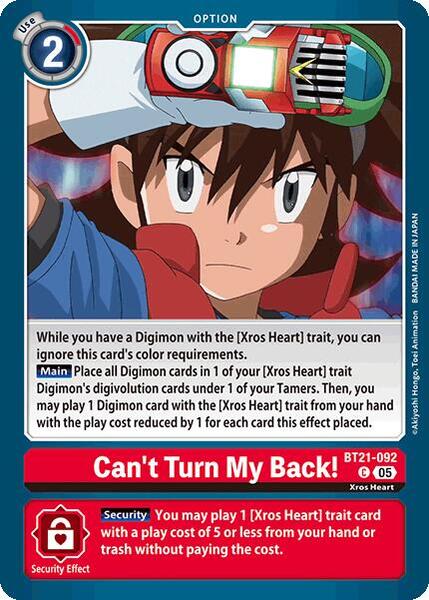 Use
2
OPTION
©Akiyoshi Hongo, Toei Animation BANDAI MADE IN JAPAN
While you have a Digimon with the [Xros Heart] trait, you can
ignore this card's color requirements.
Main Place all Digimon cards in 1 of your [Xros Heart] trait
Digimon's digivolution cards under 1 of your Tamers. Then, you
may play 1 Digimon card with the [Xros Heart] trait from your hand
with the play cost reduced by 1 for each card this effect placed.
Can't Turn My Back!
BT21-092
C 05
Xros Heart
Security You may play 1 [Xros Heart] trait card
with a play cost of 5 or less from your hand or
trash without paying the cost.
Security Effect